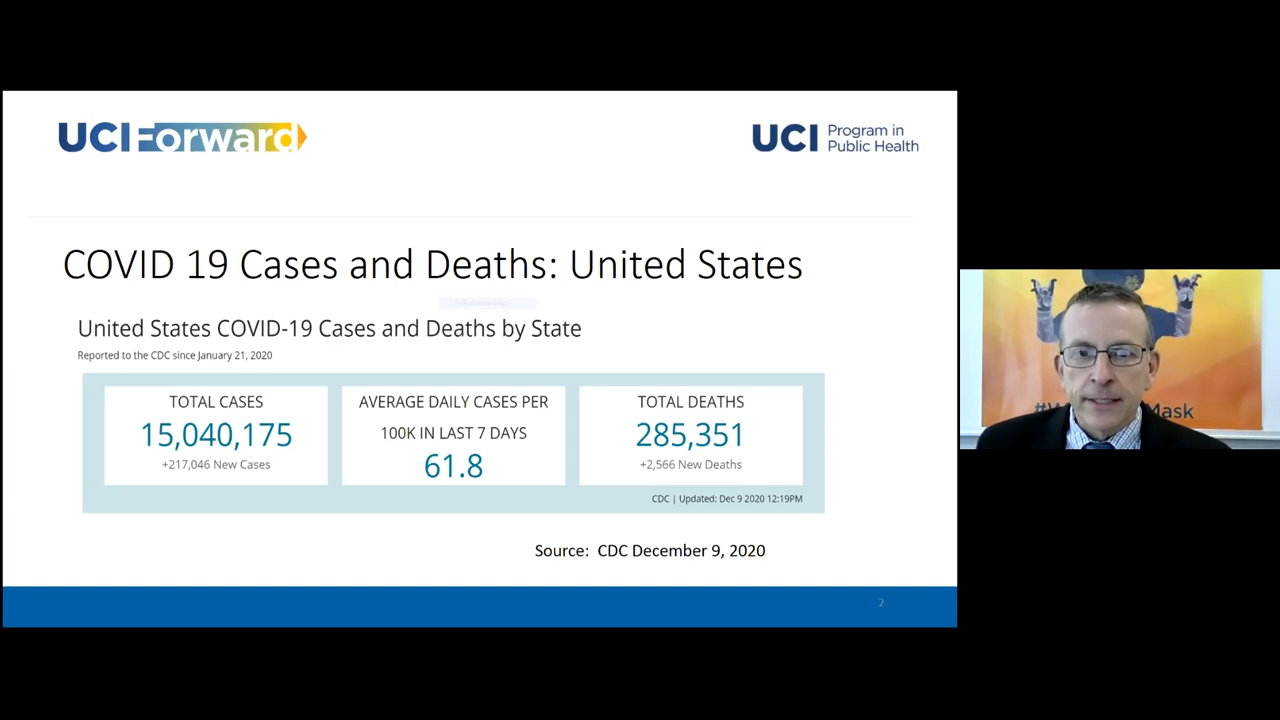 UCI Forward
UCI Program in
Public Health
COVID 19 Cases and Deaths: United States
United States COVID-19 Cases and Deaths by State
Reported to the CDC since January 21, 2020
TOTAL CASES
15,040,175
+217,046 New Cases
AVERAGE DAILY CASES PER
100K IN LAST 7 DAYS
61.8
TOTAL DEATHS
285,351
+2,566 New Deaths
CDC | Updated: Dec 9 2020 12:19PM
Source: CDC December 9, 2020
2
Mask